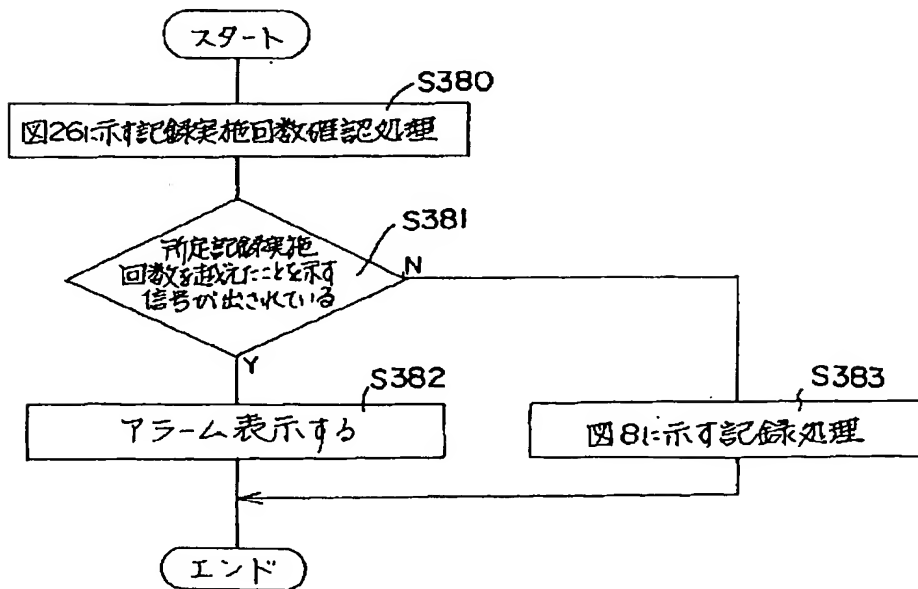 スタート
S380
図26に示す記録実施回数確認処理
S381
所定記録実施
回数を越えたことを示す
信号が出されている
N
Y
S382
アラーム表示する
S383
図8に示す記録処理
エンド